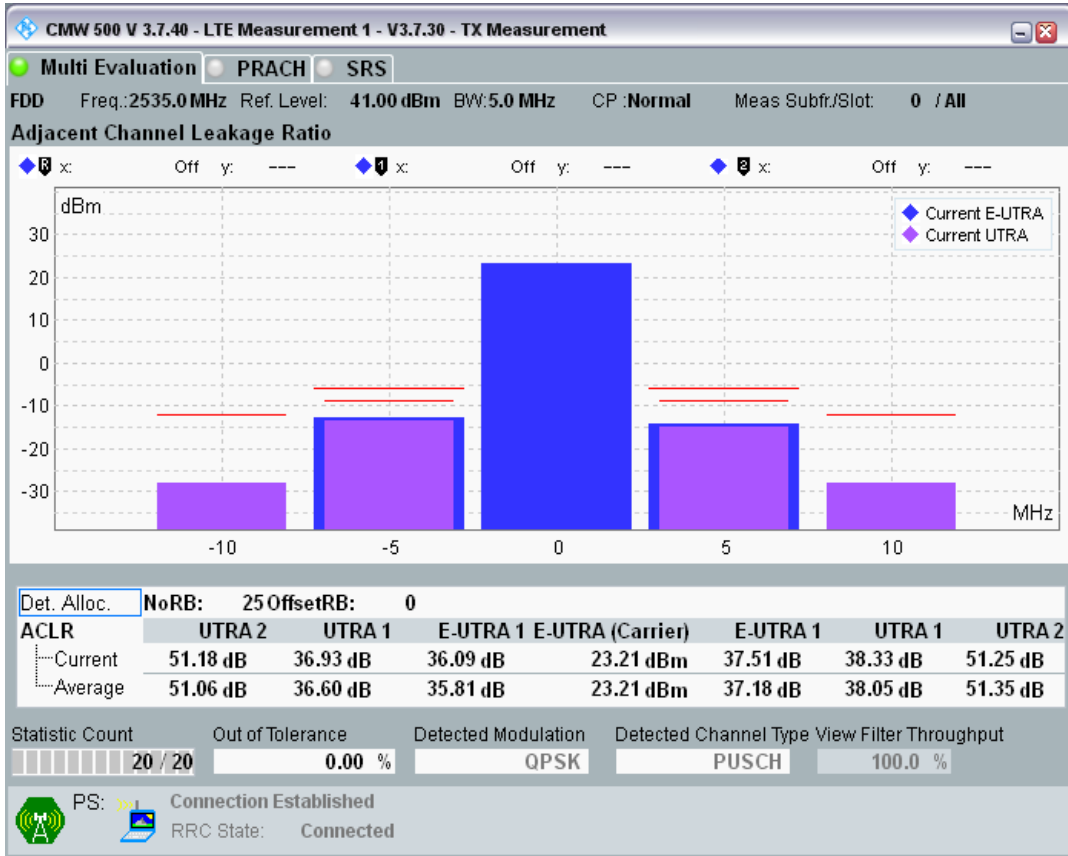 CMW 500 V 3.7.40 - LTE Measurement 1 - V3.7.30 - TX Measurement
Multi Evaluation PRACH SRS
FDD Freq.:2535.0 MHz Ref. Level: 41.00 dBm BW:5.0 MHz CP :Normal Meas Subfr./Slot: 0 / All
Adjacent Channel Leakage Ratio
R x: Off y: --- 1 x: Off y: --- 2 x: Off y: ---
dBm
Current E-UTRA
Current UTRA
30
20
10
0
-10
-20
-30
MHz
-10 -5 0 5 10
Det. Alloc. NoRB: 25 OffsetRB: 0
ACLR UTRA 2 UTRA 1 E-UTRA 1 E-UTRA (Carrier) E-UTRA 1 UTRA 1 UTRA 2
Current 51.18 dB 36.93 dB 36.09 dB 23.21 dBm 37.51 dB 38.33 dB 51.25 dB
Average 51.06 dB 36.60 dB 35.81 dB 23.21 dBm 37.18 dB 38.05 dB 51.35 dB
Statistic Count Out of Tolerance Detected Modulation Detected Channel Type View Filter Throughput
20 / 20 0.00 % QPSK PUSCH 100.0 %
PS: Connection Established
RRC State: Connected